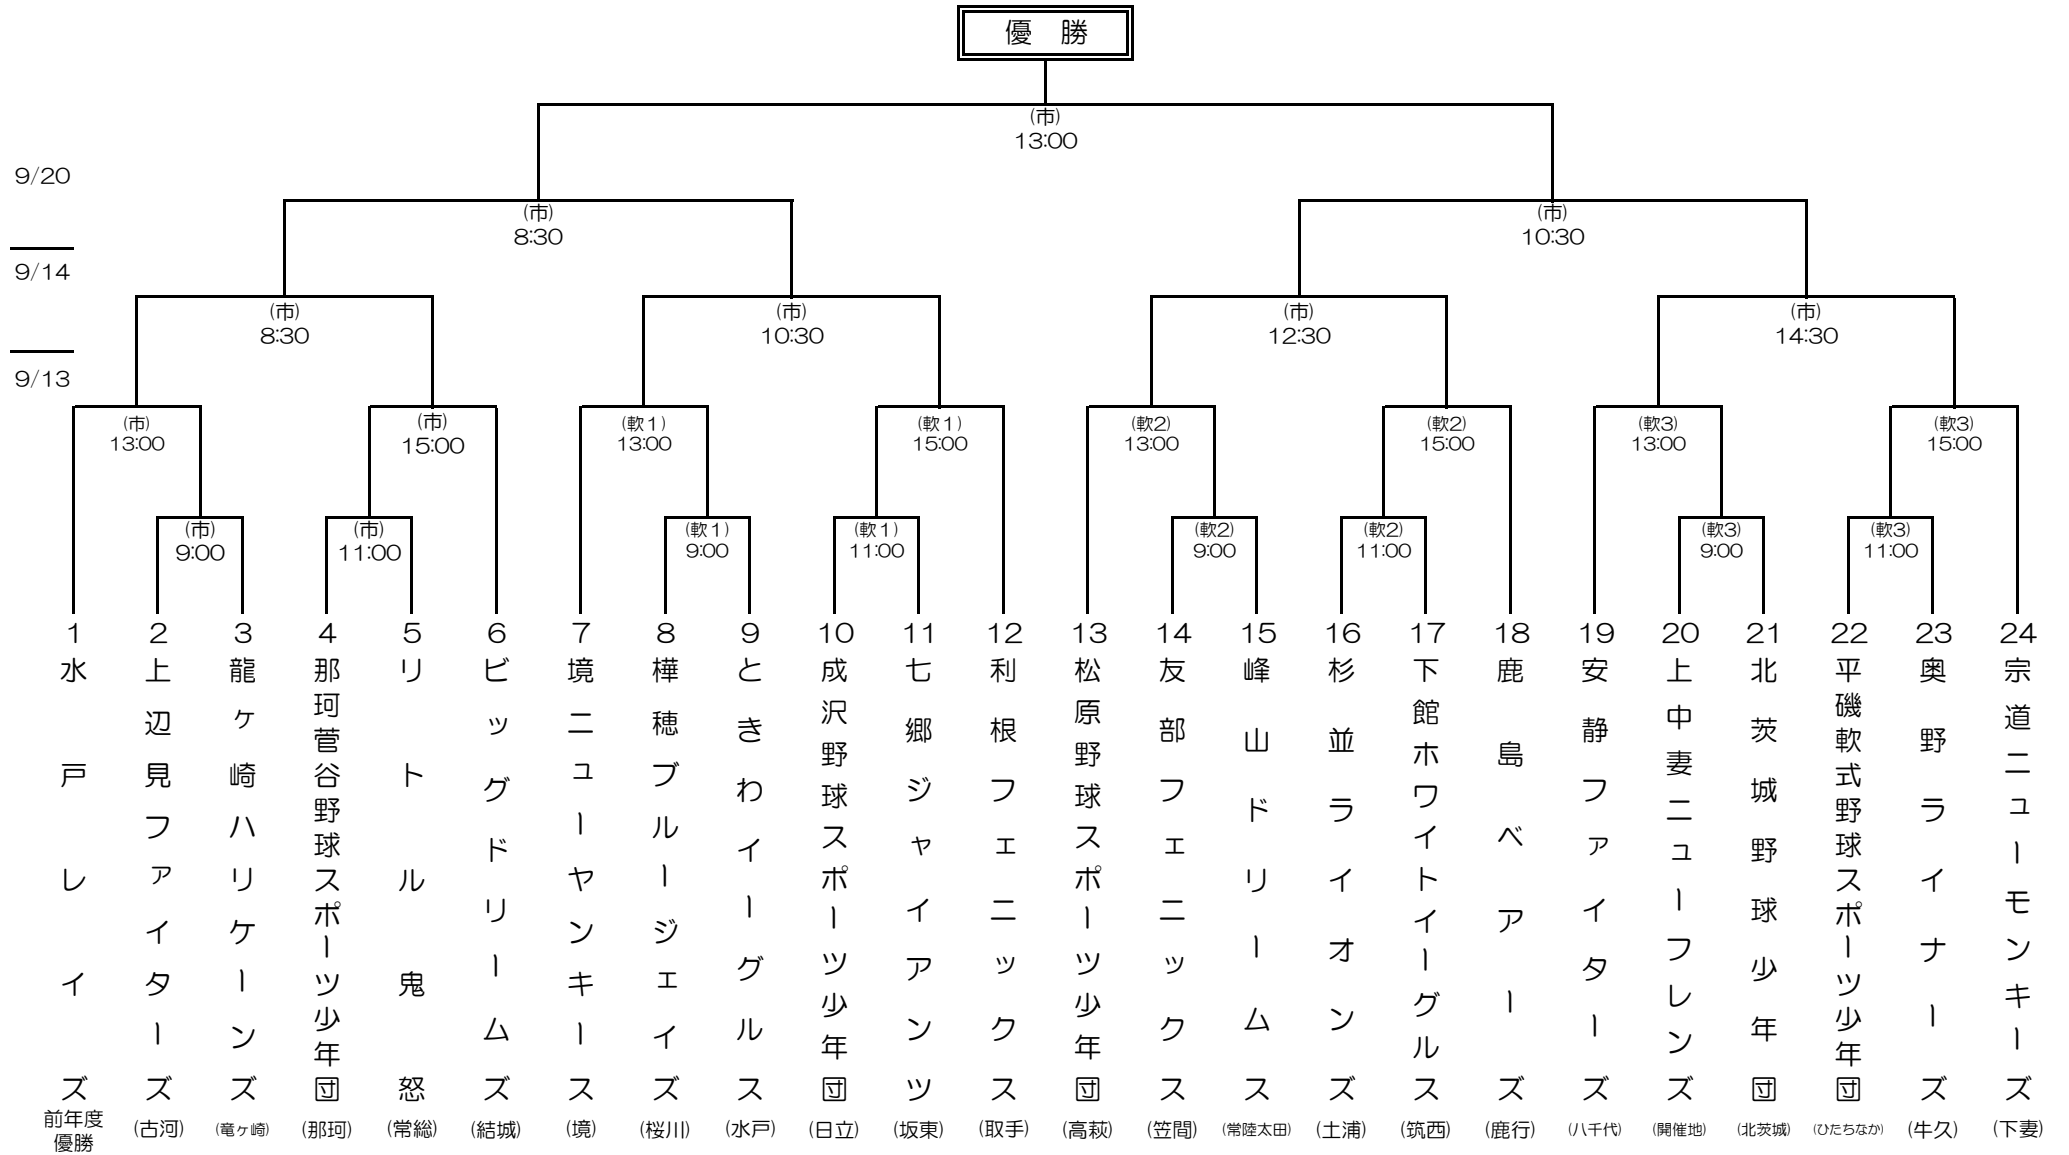 優　勝
(市)
13:00
9/20
(市)
8:30
(市)
10:30
9/14
(市)
8:30
(市)
10:30
(市)
12:30
(市)
14:30
9/13
(市)
13:00
(市)
15:00
(軟1)
13:00
(軟1)
15:00
(軟2)
13:00
(軟2)
15:00
(軟3)
13:00
(軟3)
15:00
(市)
9:00
(市)
11:00
(軟1)
9:00
(軟1)
11:00
(軟2)
9:00
(軟2)
11:00
(軟3)
9:00
(軟3)
11:00
1
水戸レイズ
前年度
優勝
2
上辺見ファイターズ
(古河)
3
龍ヶ崎ハリケーンズ
(竜ヶ崎)
4
那珂菅谷野球スポーツ少年団
(那珂)
5
リトル鬼怒
(常総)
6
ビッグドリームズ
(結城)
7
境ニューヤンキース
(境)
8
樺穂ブルージェイズ
(桜川)
9
ときわイーグルス
(水戸)
10
成沢野球スポーツ少年団
(日立)
11
七郷ジャイアンツ
(坂東)
12
利根フェニックス
(取手)
13
松原野球スポーツ少年団
(高萩)
14
友部フェニックス
(笠間)
15
峰山ドリームス
(常陸太田)
16
杉並ライオンズ
(土浦)
17
下館ホワイトイーグルス
(筑西)
18
鹿島ベアーズ
(鹿行)
19
安静ファイターズ
(八千代)
20
上中妻ニューフレンズ
(開催地)
21
北茨城野球少年団
(北茨城)
22
平磯軟式野球スポーツ少年団
(ひたちなか)
23
奥野ライナーズ
(牛久)
24
宗道ニューモンキーズ
(下妻)